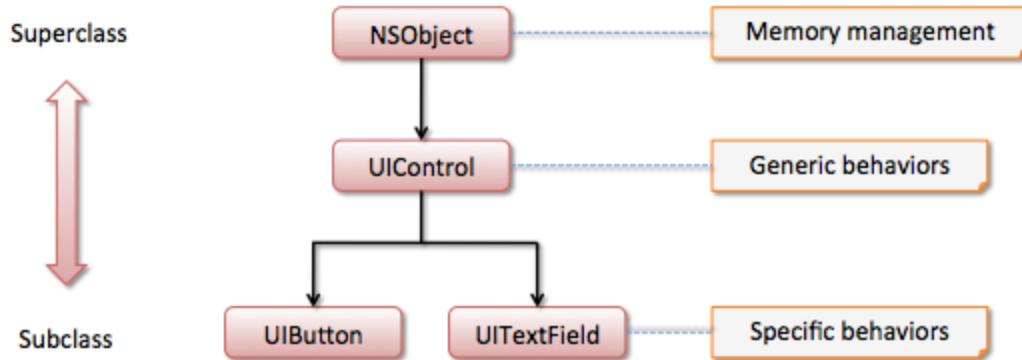 Superclass
NSObject
Memory management
UIControl
Generic behaviors
Subclass
UIButton
UITextField
Specific behaviors